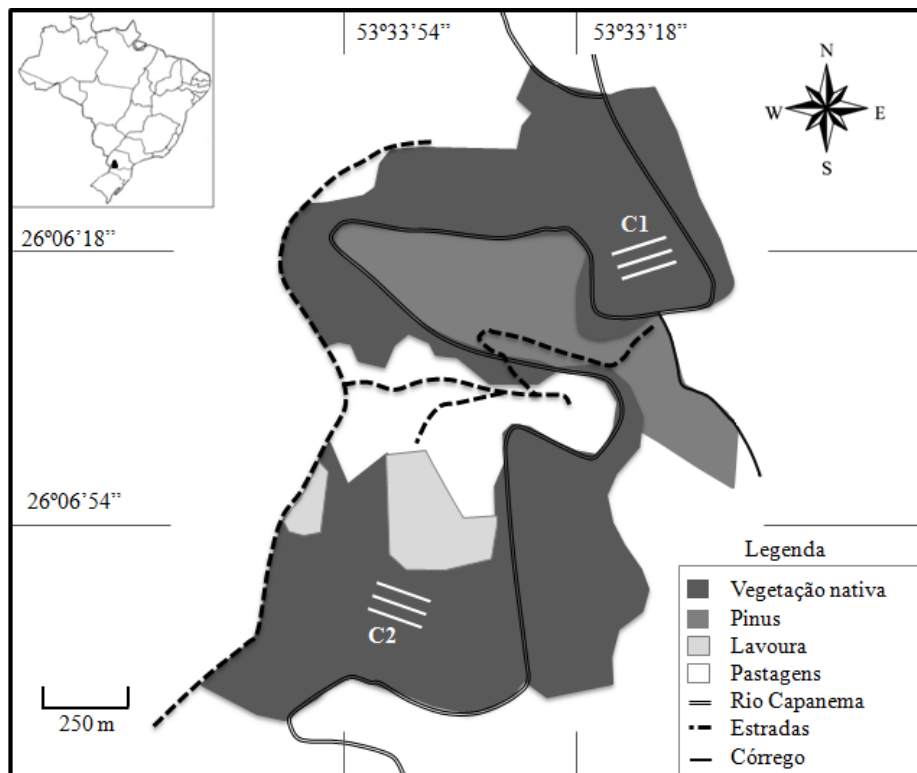 53º33'54''
53º33'18''
N
W
E
S
C1
26º06'18''
26º06'54''
C2
250 m
Legenda
Vegetação nativa
Pinus
Lavoura
Pastagens
Rio Capanema
Estradas
Córrego